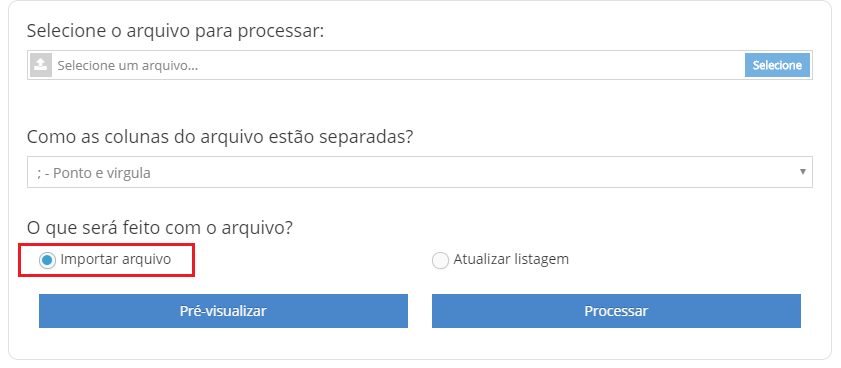 Selecione o arquivo para processar:
Selecione um arquivo...
Selecione
Como as colunas do arquivo estão separadas?
; - Ponto e virgula
O que será feito com o arquivo?
Importar arquivo
Atualizar listagem
Pré-visualizar
Processar